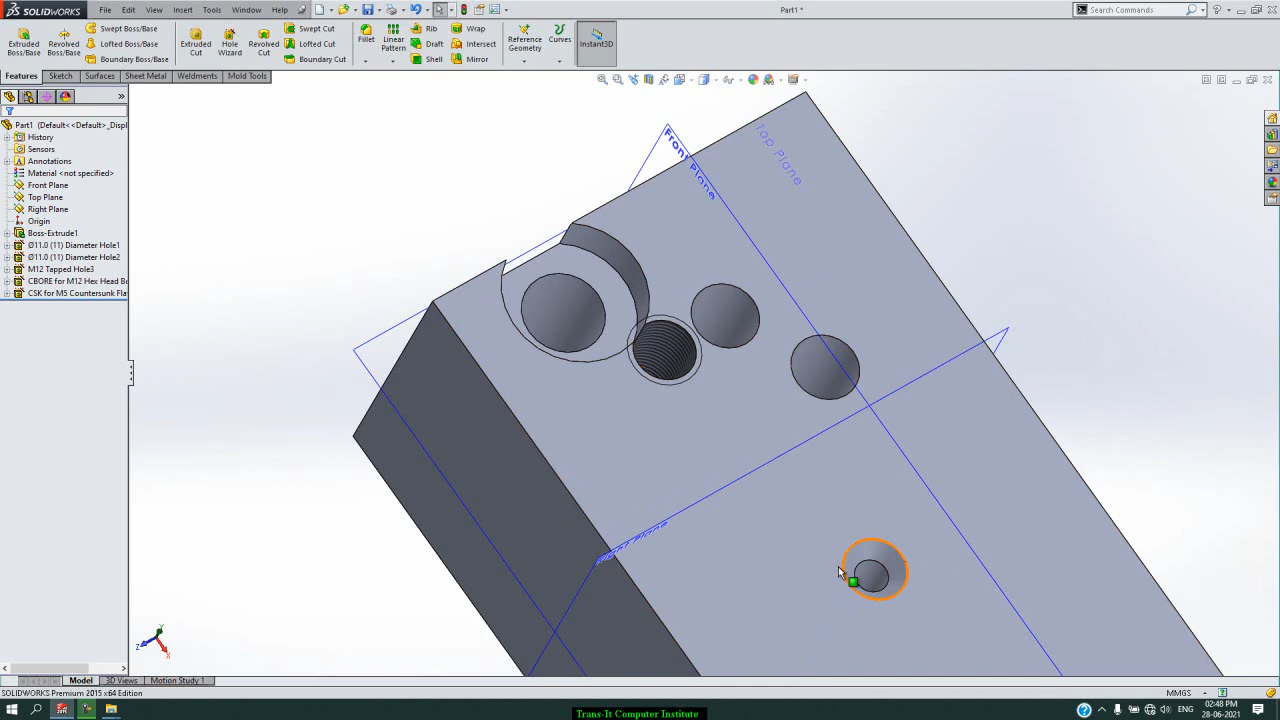 SOLIDWORKS
File
Edit
View
Insert
Tools
Window
Help
Part1 *
Search Commands
Extruded Boss/Base
Revolved Boss/Base
Swept Boss/Base
Lofted Boss/Base
Boundary Boss/Base
Extruded Cut
Hole Wizard
Revolved Cut
Swept Cut
Lofted Cut
Boundary Cut
Fillet
Linear Pattern
Rib
Draft
Shell
Wrap
Intersect
Mirror
Reference Geometry
Curves
Instant3D
Features
Sketch
Surfaces
Sheet Metal
Weldments
Mold Tools
Part1 (Default<<Default>_Displ
History
Sensors
Annotations
Material <not specified>
Front Plane
Top Plane
Right Plane
Origin
Boss-Extrude1
Ø11.0 (11) Diameter Hole1
Ø11.0 (11) Diameter Hole2
M12 Tapped Hole3
CBORE for M12 Hex Head Bo
CSK for M5 Countersunk Fla
Front Plane
Top Plane
Y
Z
X
Model
3D Views
Motion Study 1
SOLIDWORKS Premium 2015 x64 Edition
MMGS
02:48 PM
28-06-2021
Trans-It Computer Institute